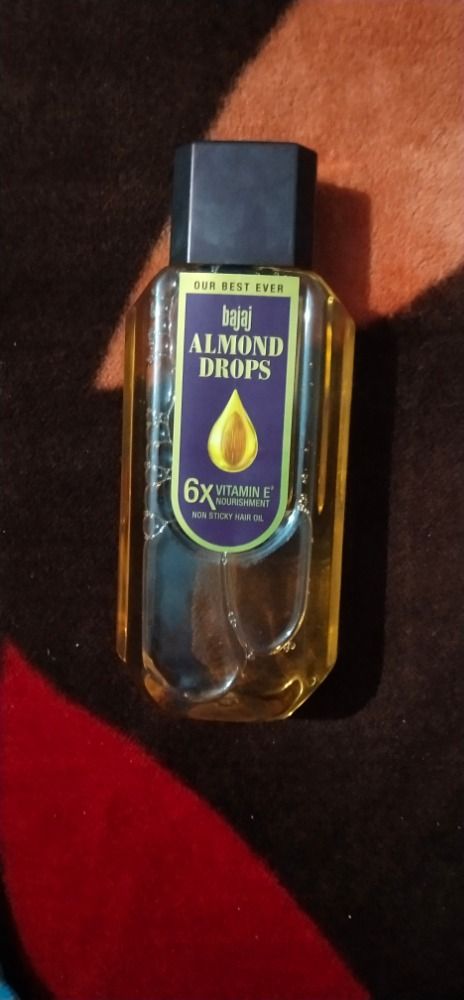 OUR BEST EVER
bajaj
ALMOND
DROPS
6X VITAMIN E*
NOURISHMENT
NON STICKY HAIR OIL